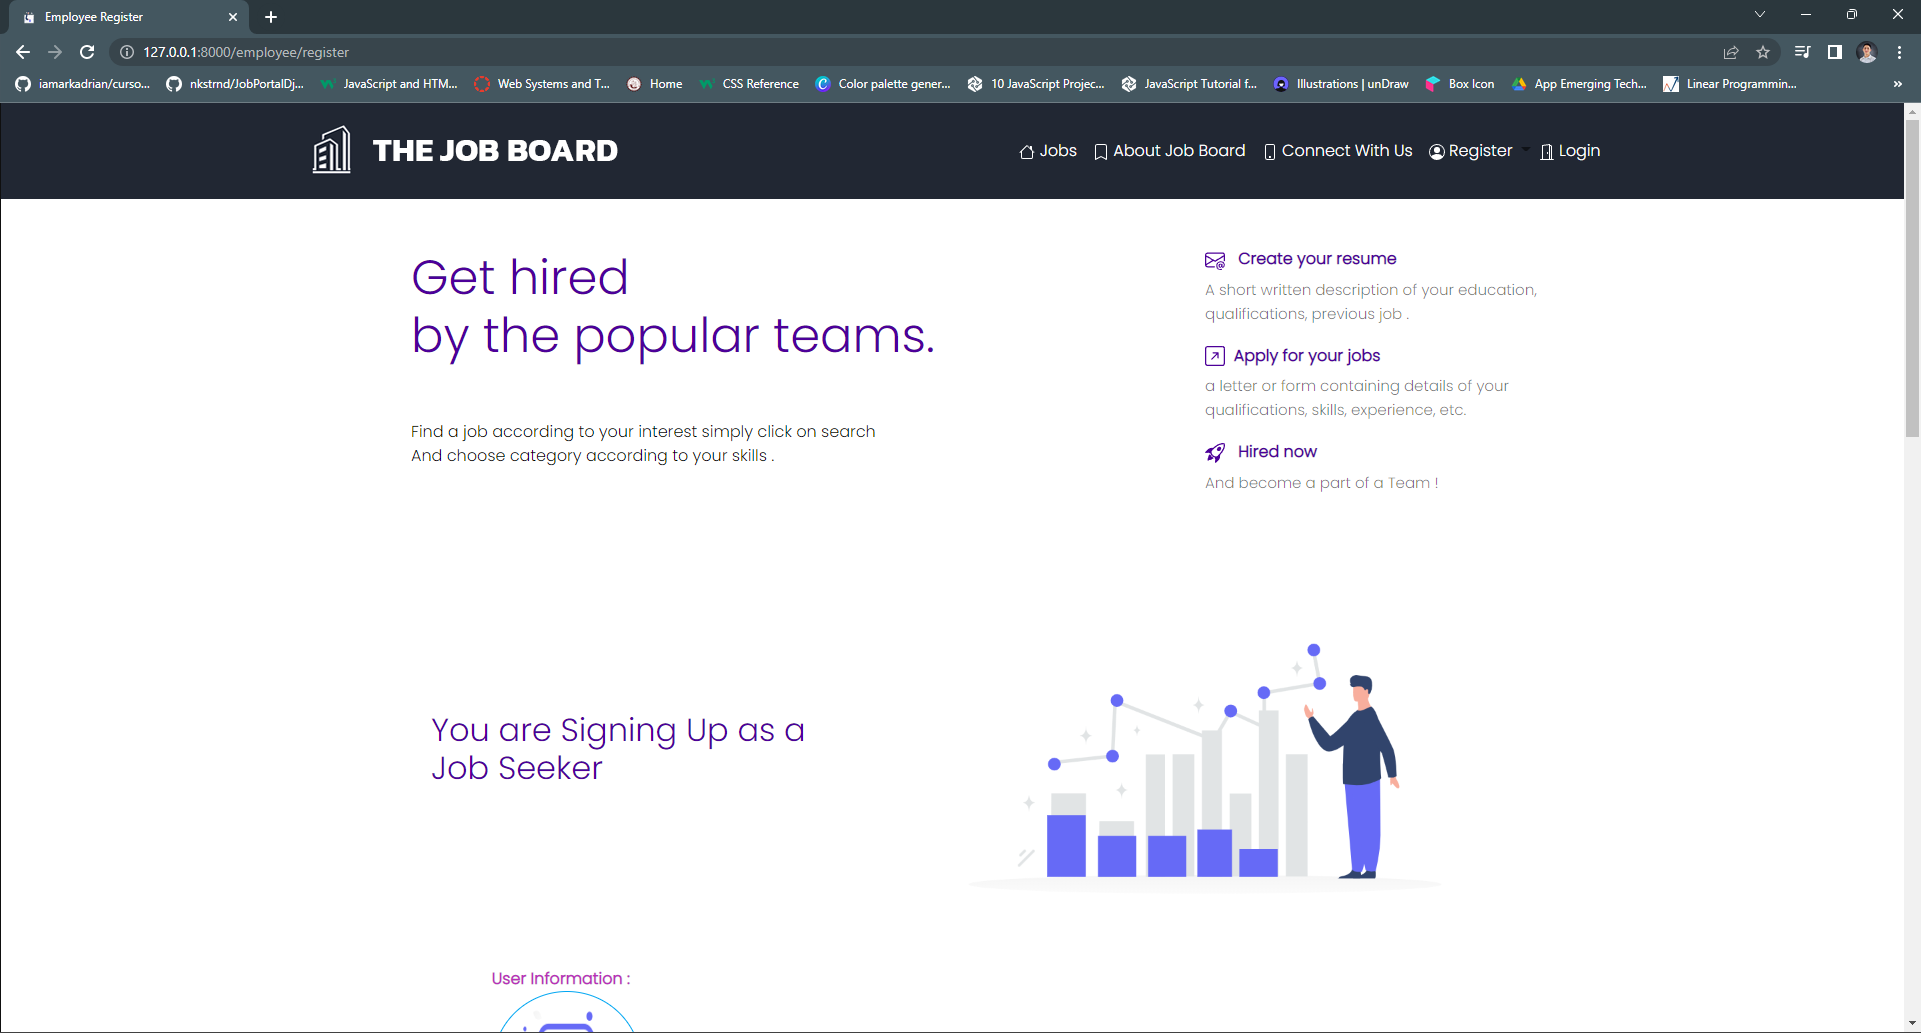 Employee Register
127.0.0.1:8000/employee/register
iamarkadrian/curso...
nkstrnd/JobPortalDj...
JavaScript and HTM...
Web Systems and T...
Home
CSS Reference
Color palette gener...
10 JavaScript Projec...
JavaScript Tutorial f...
Illustrations | unDraw
Box Icon
App Emerging Tech...
Linear Programmin...
THE JOB BOARD
Jobs
About Job Board
Connect With Us
Register
Login
Get hired
by the popular teams.
Find a job according to your interest simply click on search
And choose category according to your skills .
Create your resume
A short written description of your education,
qualifications, previous job .
Apply for your jobs
a letter or form containing details of your
qualifications, skills, experience, etc.
Hired now
And become a part of a Team !
You are Signing Up as a
Job Seeker
User Information :